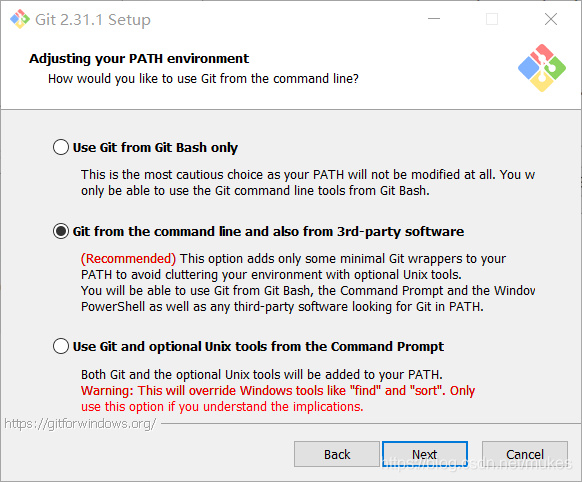 Git 2.31.1 Setup
Adjusting your PATH environment
How would you like to use Git from the command line?
Use Git from Git Bash only
This is the most cautious choice as your PATH will not be modified at all. You w
only be able to use the Git command line tools from Git Bash.
Git from the command line and also from 3rd-party software
(Recommended) This option adds only some minimal Git wrappers to your
PATH to avoid cluttering your environment with optional Unix tools.
You will be able to use Git from Git Bash, the Command Prompt and the Window
PowerShell as well as any third-party software looking for Git in PATH.
Use Git and optional Unix tools from the Command Prompt
Both Git and the optional Unix tools will be added to your PATH.
Warning: This will override Windows tools like "find" and "sort". Only
use this option if you understand the implications.
https://gitforwindows.org/
Back Next Cancel
https://blog.csdn.net/mukes